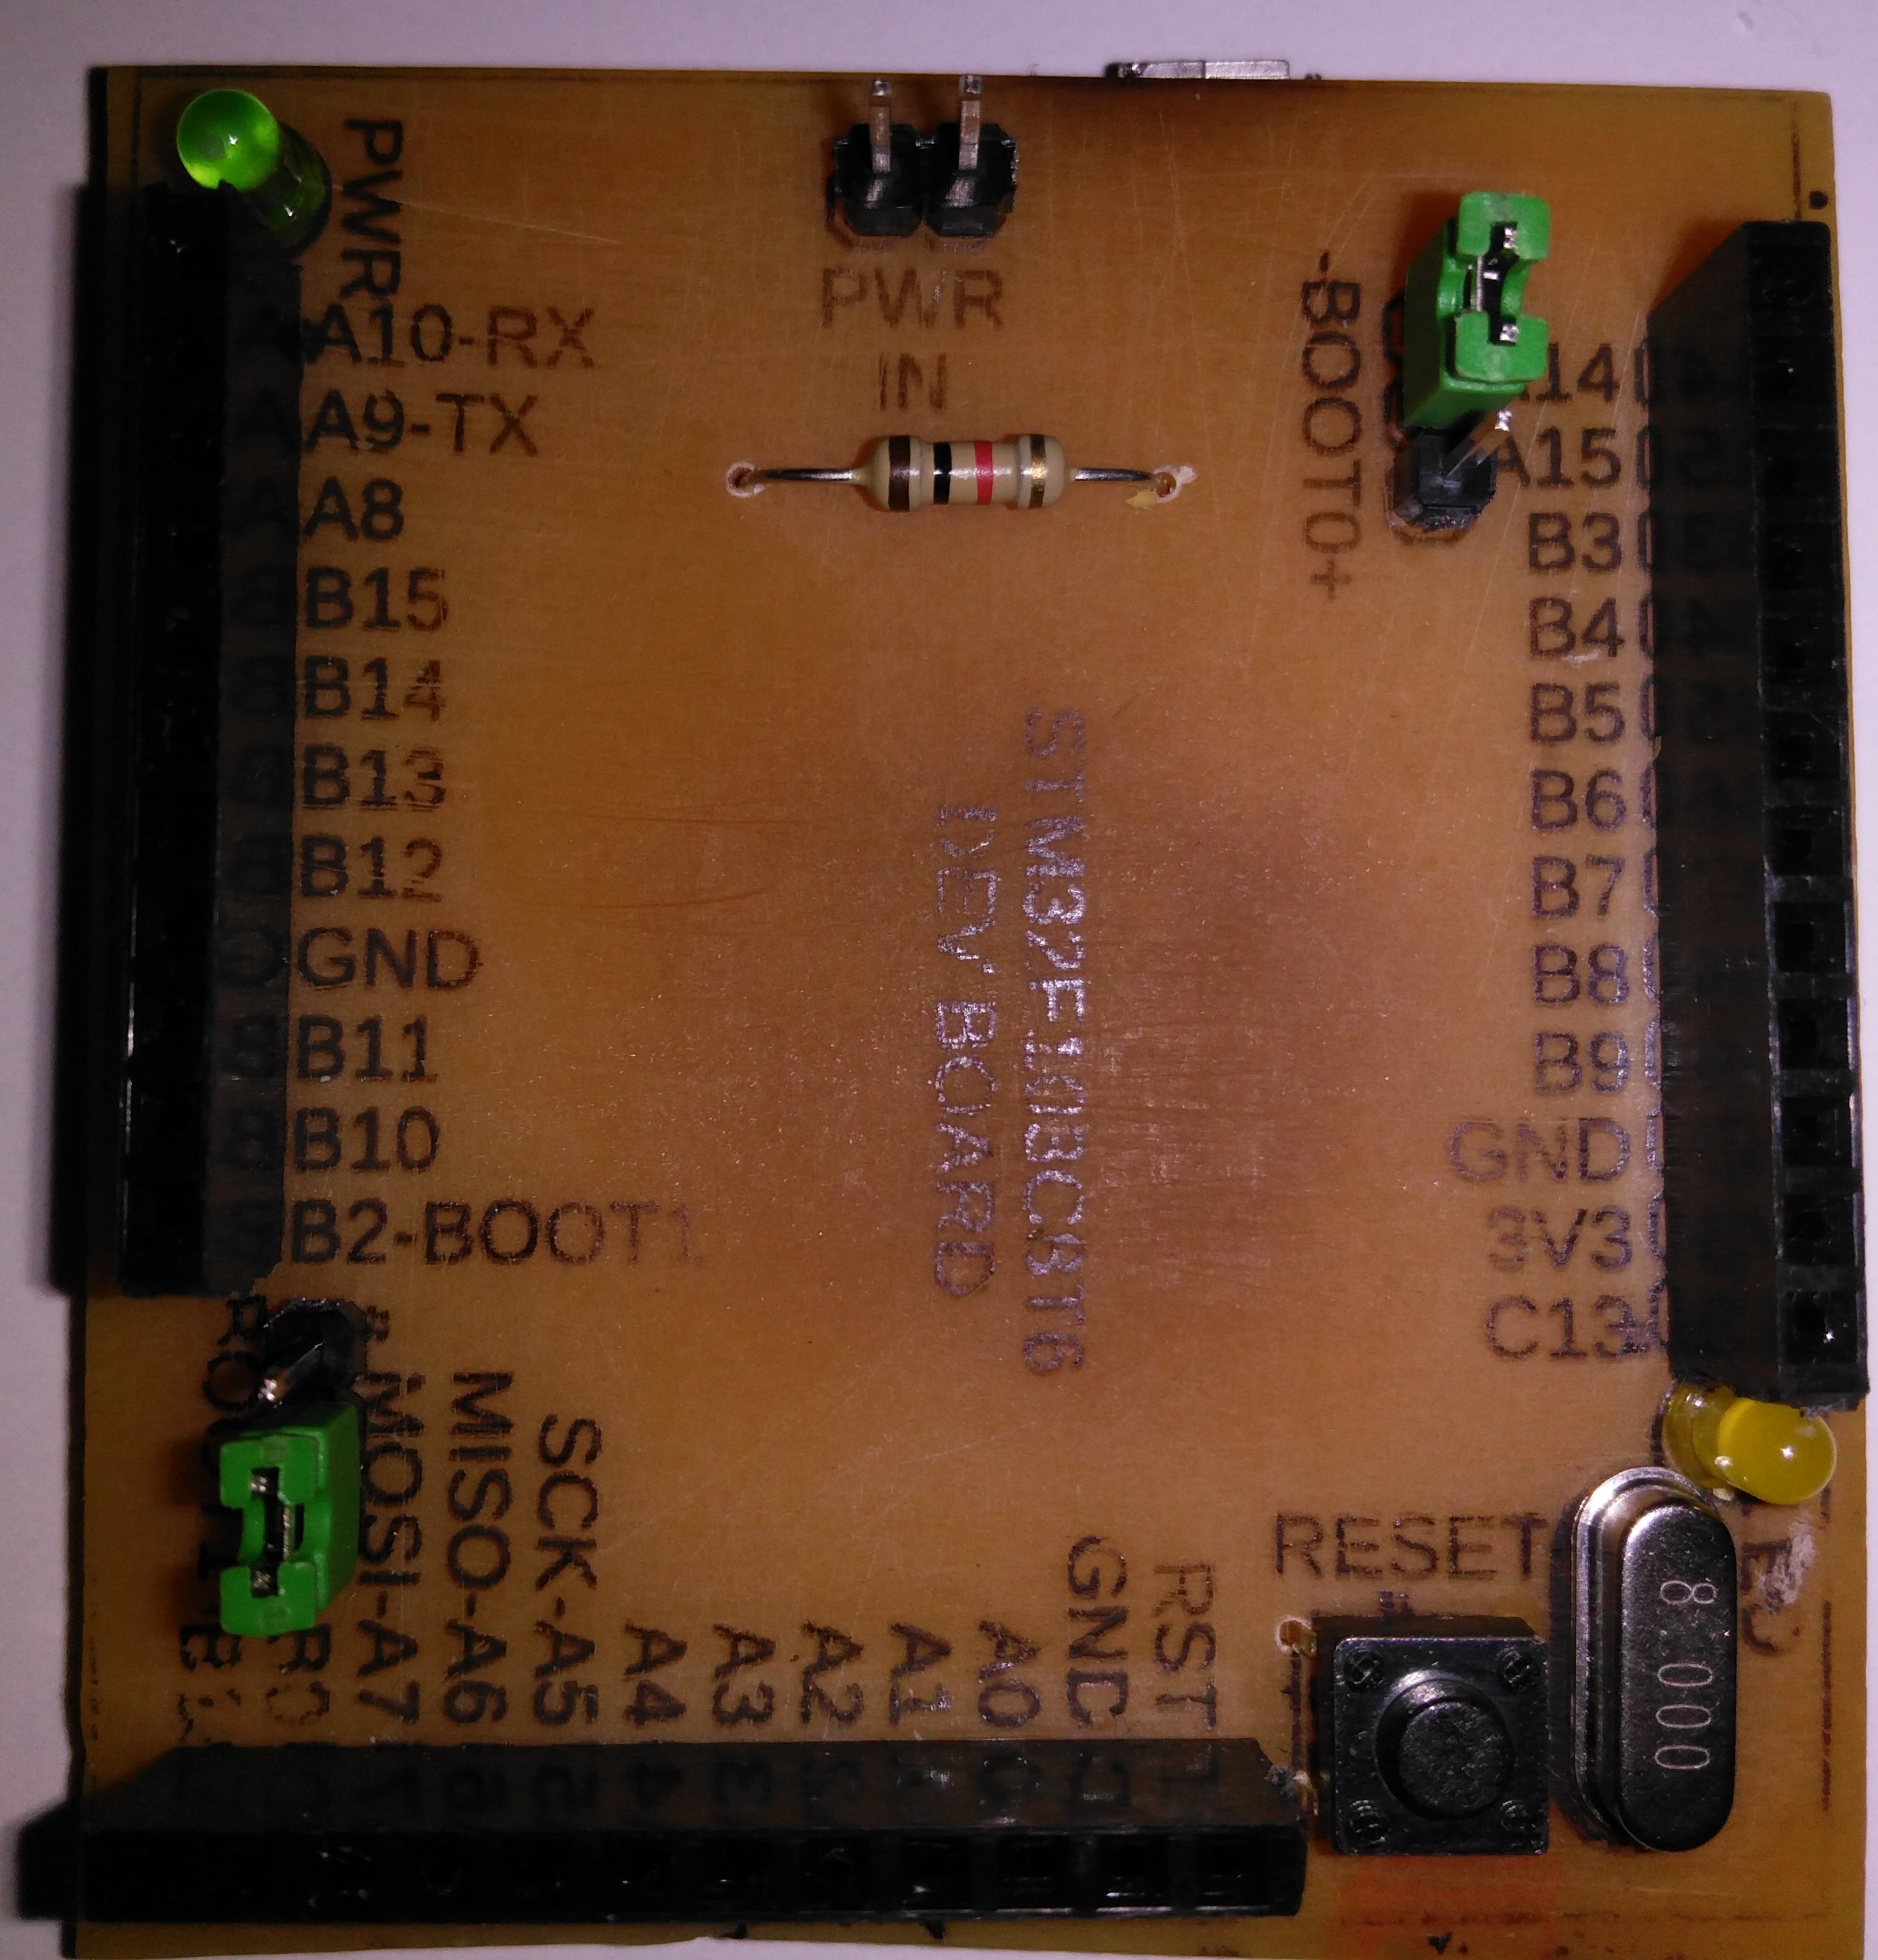 PWR
PWR
IN
-BOOT0+
A10-RX
A9-TX
A8
B15
B14
B13
B12
GND
B11
B10
B2-BOOT1
A14
A15
B3
B4
B5
B6
B7
B8
B9
GND
3V3
C13
STM32F103C8T6
DEV BOARD
MOSI-A7
MISO-A6
SCK-A5
A4
A3
A2
A1
A0
GND
RST
RESET
8.000